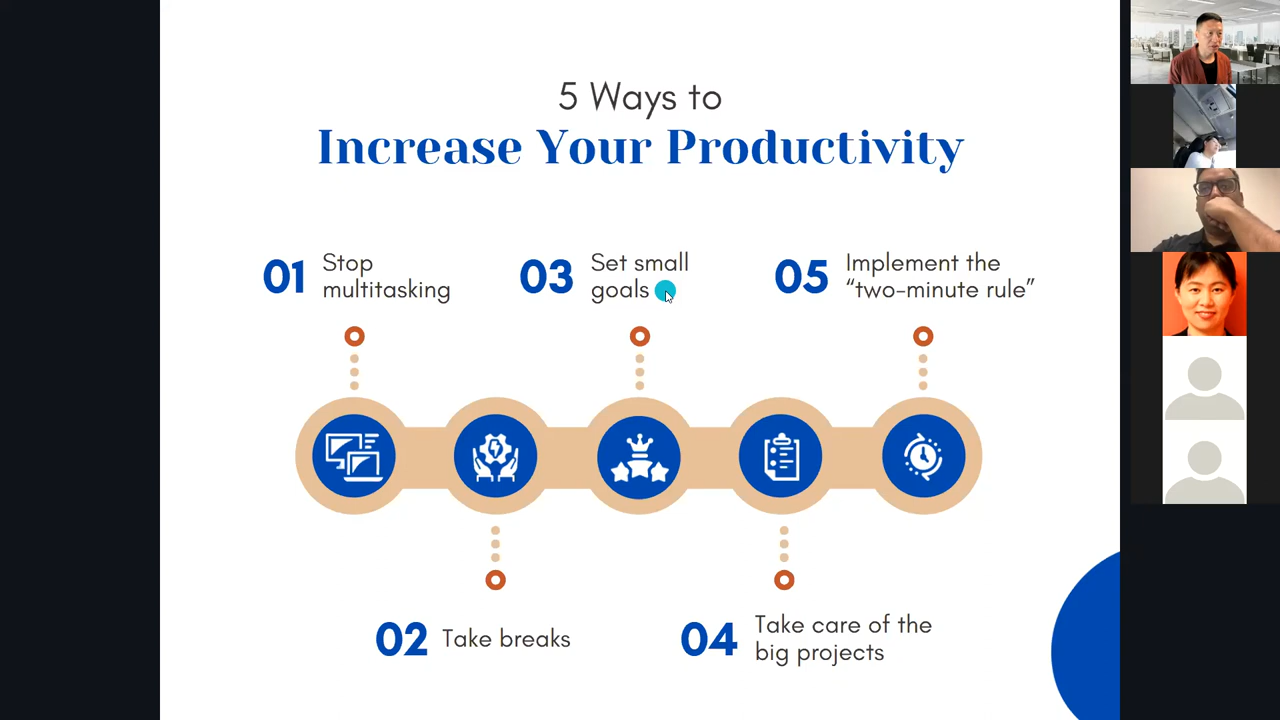 5 Ways to
Increase Your Productivity
01
Stop
multitasking
02
Take breaks
03
Set small
goals
04
Take care of the
big projects
05
Implement the
“two-minute rule”